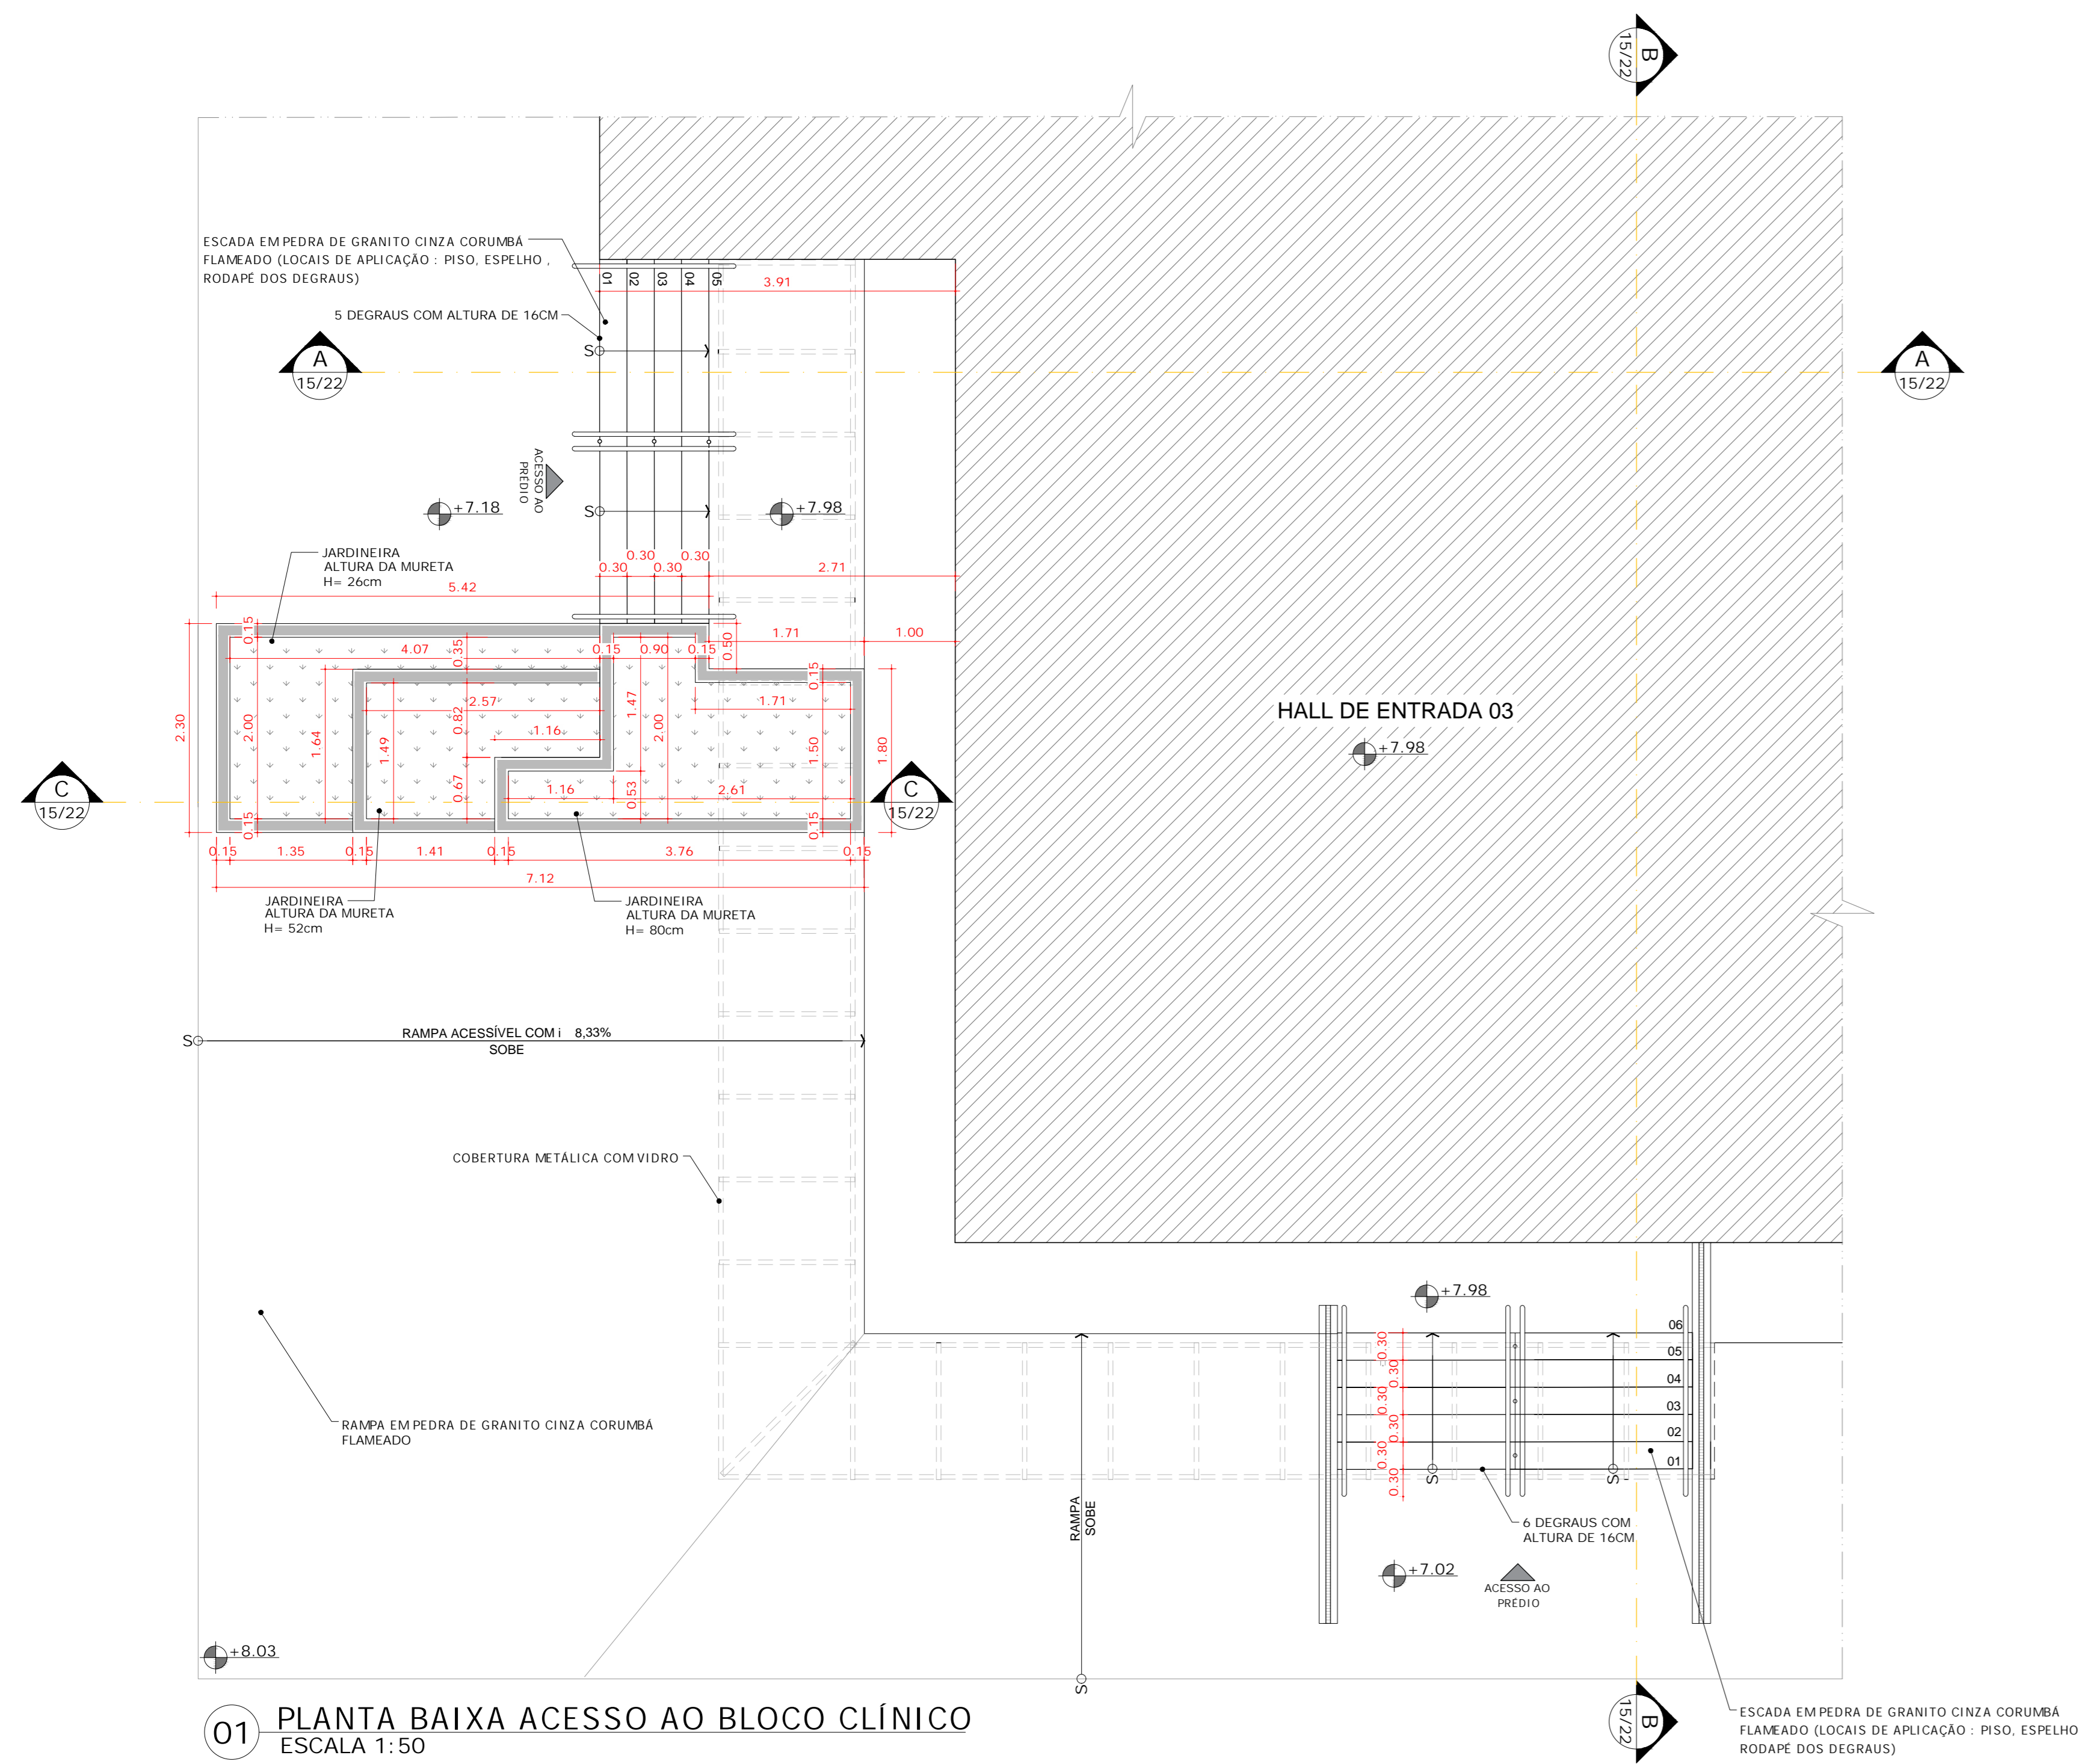 B
15/22
ESCADA EM PEDRA DE GRANITO CINZA CORUMBÁ
FLAMEADO (LOCAIS DE APLICAÇÃO : PISO, ESPELHO ,
RODAPÉ DOS DEGRAUS)
01
02
03
04
05
3.91
5 DEGRAUS COM ALTURA DE 16CM
S
A
15/22
A
15/22
ACESSO AO
PRÉDIO
+7.18
S
+7.98
JARDINEIRA
ALTURA DA MURETA
H= 26cm
0.30
0.30
0.30
0.30
2.71
5.42
0.15
4.07
0.35
0.15
0.90
0.15
0.50
1.71
1.00
2.30
2.00
1.64
1.49
2.57
0.82
1.16
0.67
1.47
2.00
0.53
1.71
0.15
1.50
1.80
1.16
2.61
0.15
0.15
HALL DE ENTRADA 03
+7.98
C
15/22
C
15/22
0.15
1.35
0.15
1.41
0.15
3.76
0.15
7.12
JARDINEIRA
ALTURA DA MURETA
H= 52cm
JARDINEIRA
ALTURA DA MURETA
H= 80cm
S
RAMPA ACESSÍVEL COM i 8,33%
SOBE
COBERTURA METÁLICA COM VIDRO
RAMPA EM PEDRA DE GRANITO CINZA CORUMBÁ
FLAMEADO
+7.98
06
05
04
03
02
01
0.30
0.30
0.30
0.30
0.30
0.30
S
S
RAMPA
SOBE
S
6 DEGRAUS COM
ALTURA DE 16CM
+7.02
ACESSO AO
PRÉDIO
+8.03
01
PLANTA BAIXA ACESSO AO BLOCO CLÍNICO
ESCALA 1:50
B
15/22
ESCADA EM PEDRA DE GRANITO CINZA CORUMBÁ
FLAMEADO (LOCAIS DE APLICAÇÃO : PISO, ESPELHO
RODAPÉ DOS DEGRAUS)